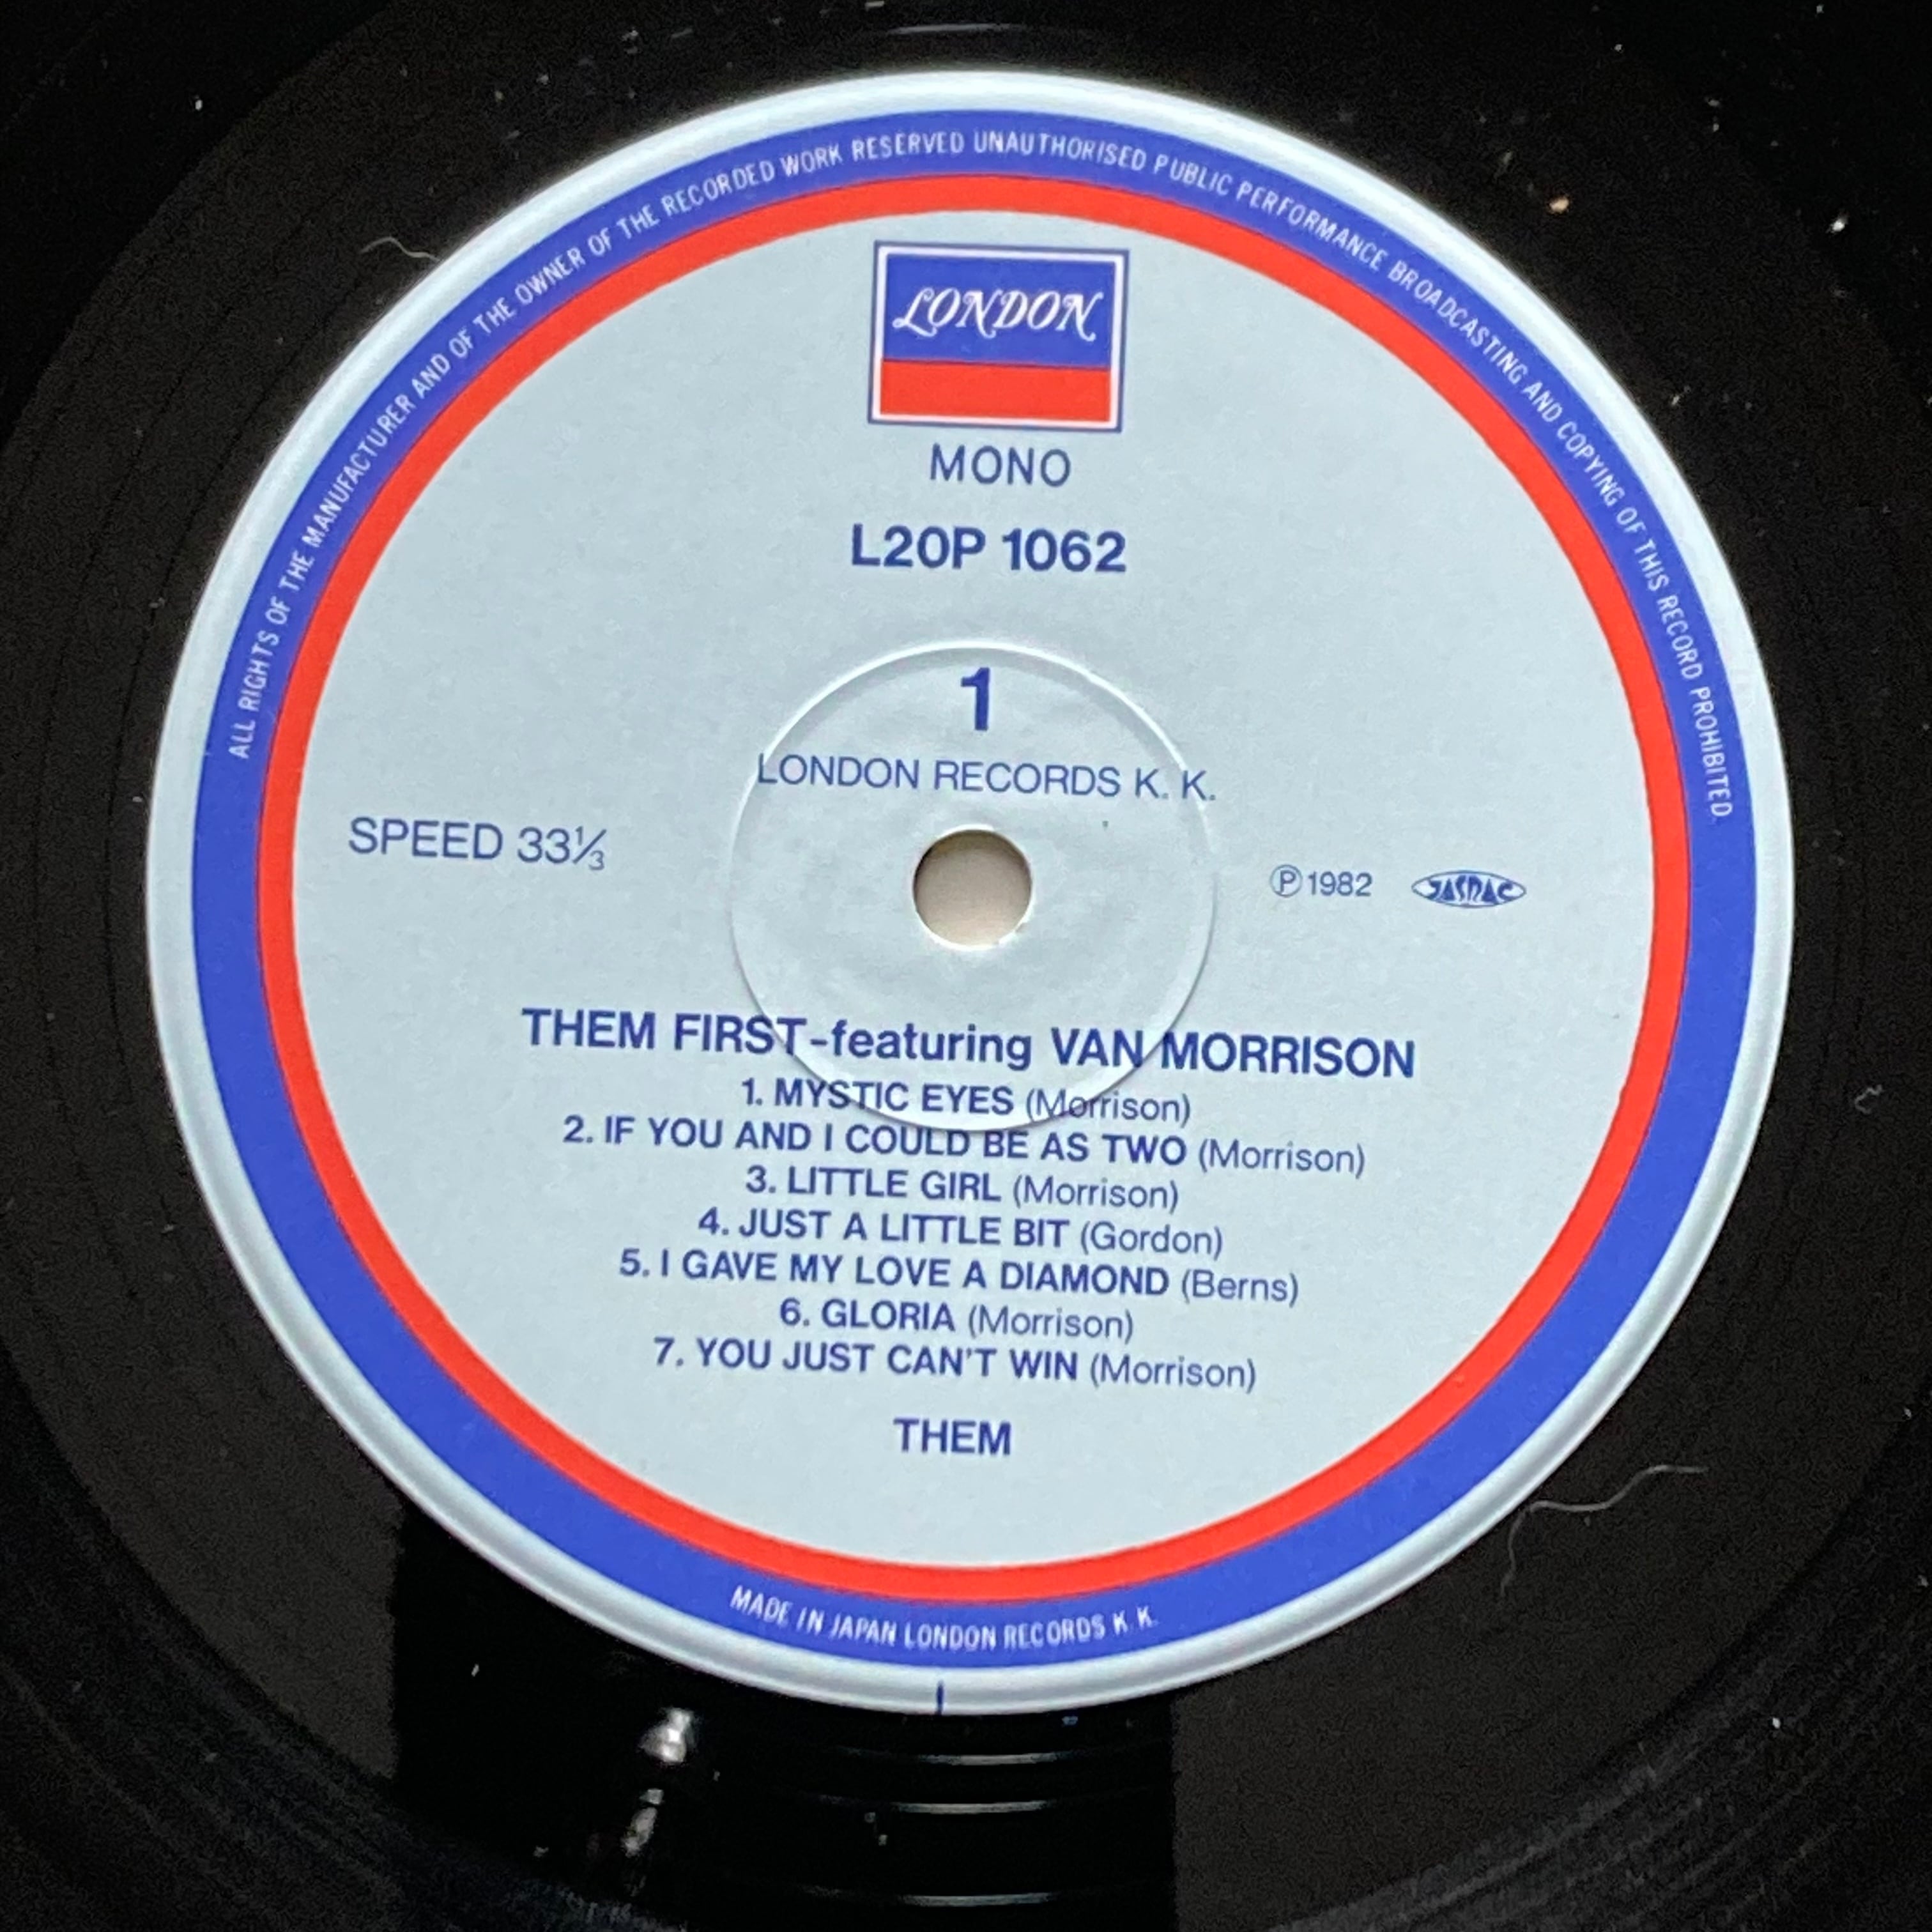 ALL RIGHTS OF THE MANUFACTURER AND OF THE OWNER OF THE RECORDED WORK RESERVED UNAUTHORISED PUBLIC PERFORMANCE BROADCASTING AND COPYING OF THIS RECORD PROHIBITED.
LONDON
MONO
L20P 1062
1
LONDON RECORDS K. K.
SPEED 33⅓
℗1982 JASRAC
THEM FIRST-featuring VAN MORRISON
1. MYSTIC EYES (Morrison)
2. IF YOU AND I COULD BE AS TWO (Morrison)
3. LITTLE GIRL (Morrison)
4. JUST A LITTLE BIT (Gordon)
5. I GAVE MY LOVE A DIAMOND (Berns)
6. GLORIA (Morrison)
7. YOU JUST CAN'T WIN (Morrison)
THEM
MADE IN JAPAN LONDON RECORDS K. K.